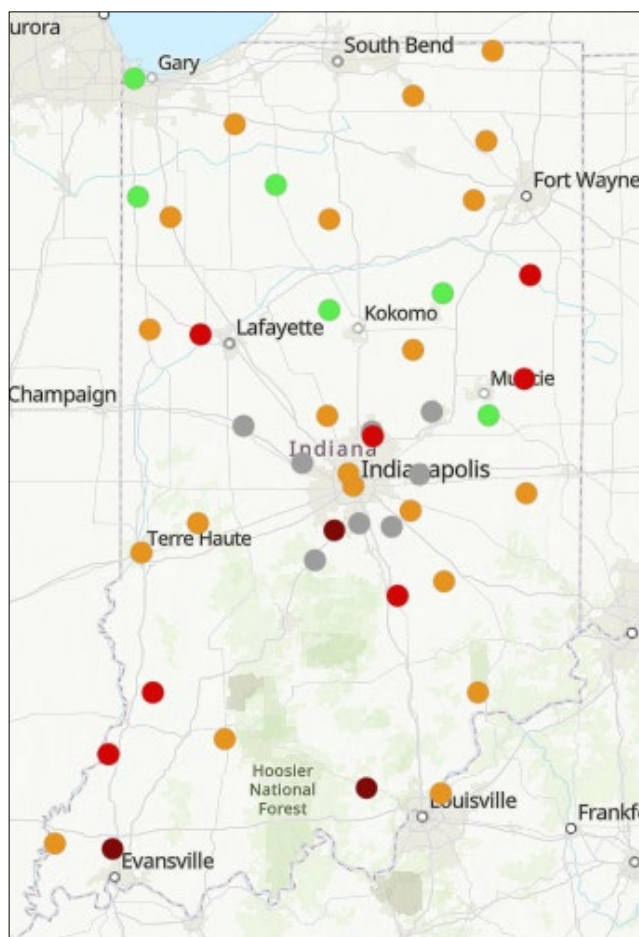 urora
South Bend
Gary
Fort Wayne
Kokomo
Lafayette
Champaign
Indiana
Indianapolis
Terre Haute
Hoosier
National
Forest
Louisville
Frankf
Evansville